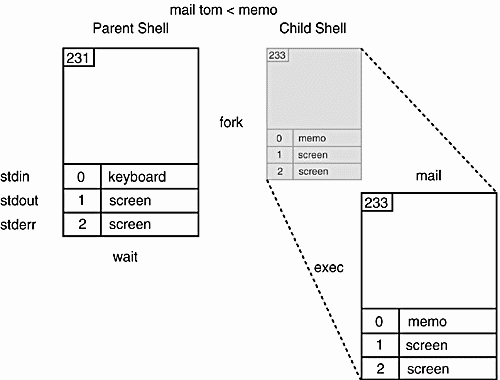 mail tom < memo
Parent Shell
Child Shell
231
233
fork
0 memo
1 screen
2 screen
stdin 0 keyboard
stdout 1 screen
stderr 2 screen
wait
mail
233
exec
0 memo
1 screen
2 screen